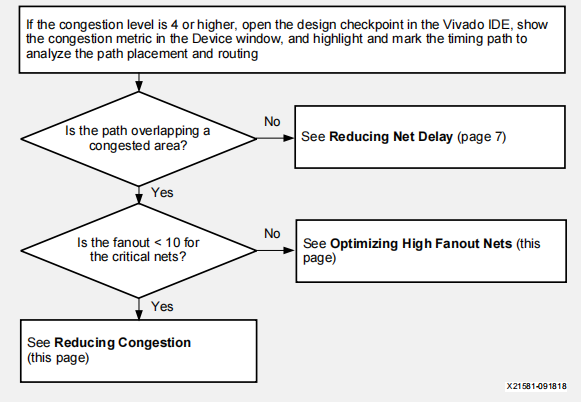 If the congestion level is 4 or higher, open the design checkpoint in the Vivado IDE, show
the congestion metric in the Device window, and highlight and mark the timing path to
analyze the path placement and routing
Is the path overlapping a
congested area?
No
See Reducing Net Delay (page 7)
Yes
Is the fanout < 10 for
the critical nets?
No
See Optimizing High Fanout Nets (this
page)
Yes
See Reducing Congestion
(this page)
X21581-091818